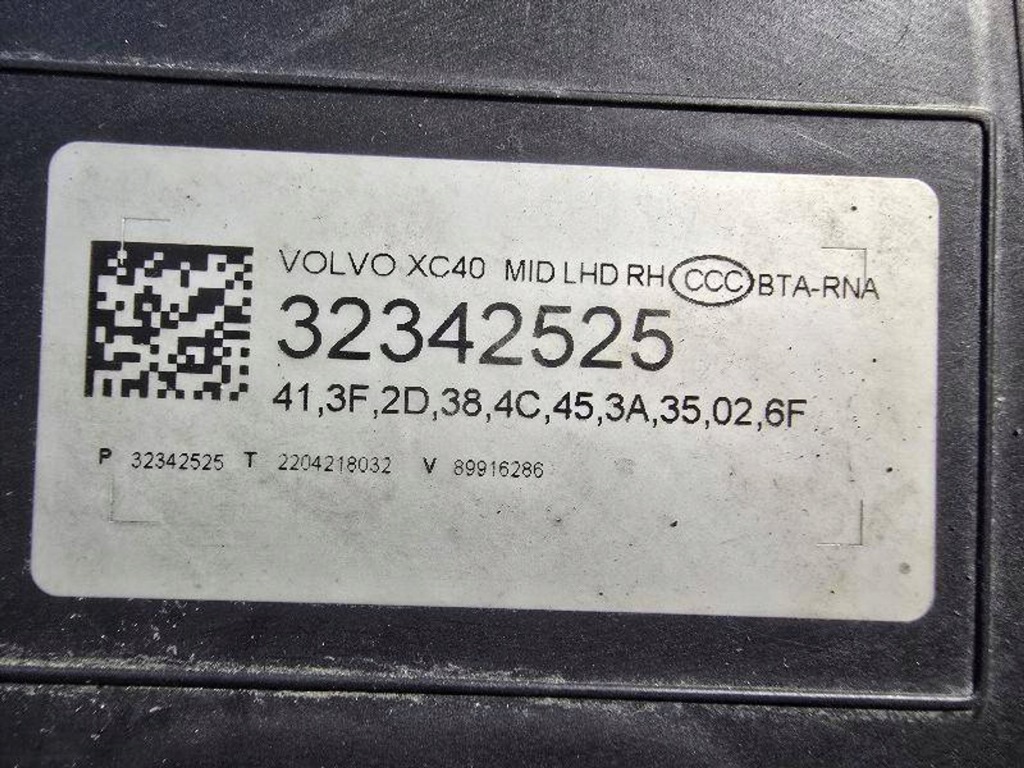 VOLVO XC40 MID LHD RH CCC BTA-RNA
32342525
41,3F,2D,38,4C,45,3A,35,02,6F
P 32342525 T 2204218032 V 89916286